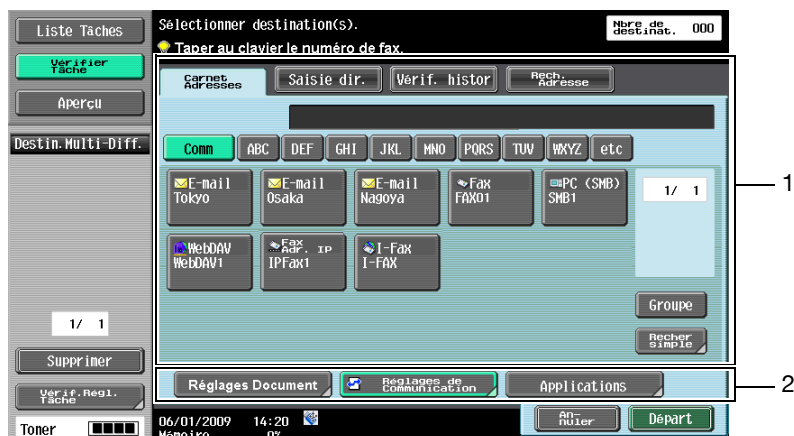 Liste Tâches
Sélectionner destination(s).
Nbre de destinat. 000
Taper au clavier le numéro de fax.
Vérifier Tâche
Carnet Adresses
Saisie dir.
Vérif. histor
Rech. Adresse
Aperçu
Destin.Multi-Diff.
Comm ABC DEF GHI JKL MNO PQRS TUV WXYZ etc
E-mail Tokyo
E-mail Osaka
E-mail Nagoya
Fax FAX01
PC (SMB) SMB1
1/ 1
1
WebDAV WebDAV1
Fax Adr. IP IPFax1
I-Fax I-FAX
Groupe
1/ 1
Recher simple
Supprimer
Réglages Document
Réglages de Communication
Applications
2
Vérif.Régl. Tâche
06/01/2009 14:20
Annuler
Départ
Toner
Mémoire 0%